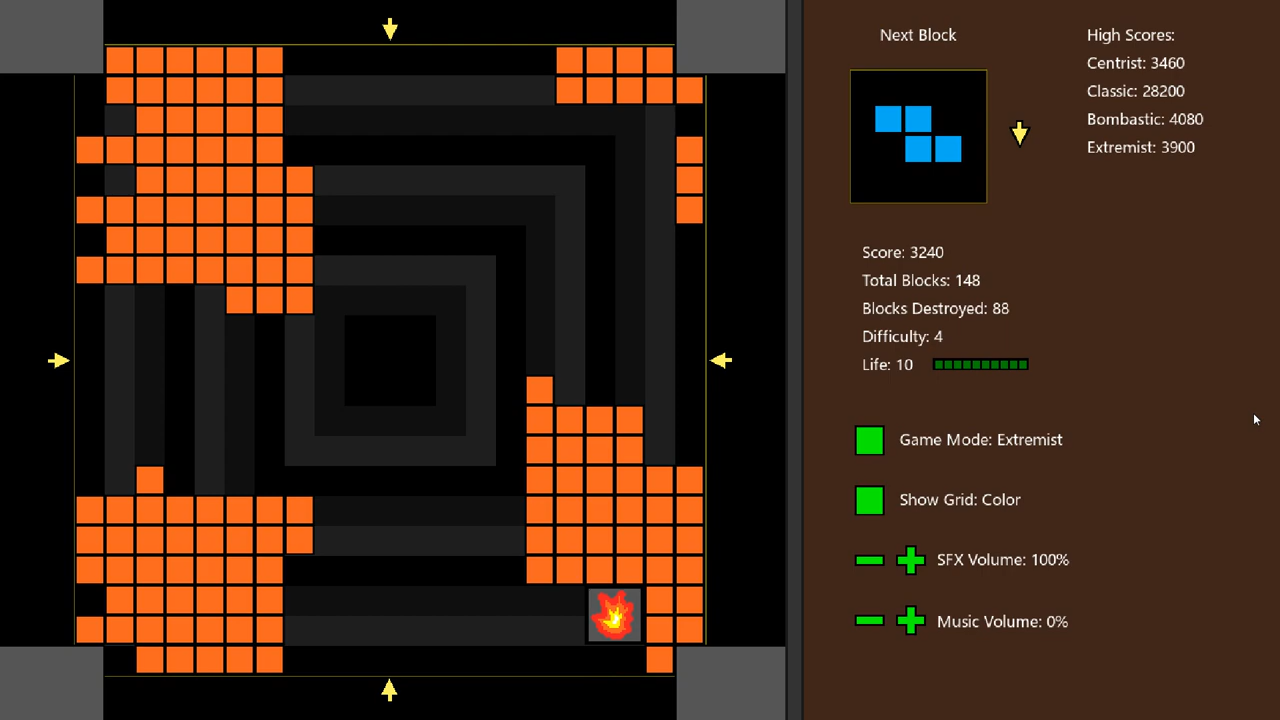 Next Block
High Scores:
Centrist: 3460
Classic: 28200
Bombastic: 4080
Extremist: 3900
Score: 3240
Total Blocks: 148
Blocks Destroyed: 88
Difficulty: 4
Life: 10
Game Mode: Extremist
Show Grid: Color
SFX Volume: 100%
Music Volume: 0%